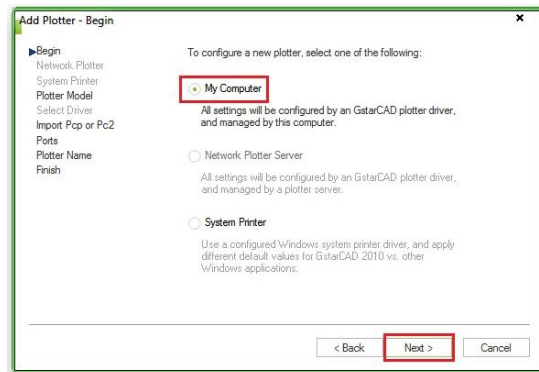 Add Plotter - Begin
Begin
Network Plotter
System Printer
Plotter Model
Select Driver
Import Pcp or Pc2
Ports
Plotter Name
Finish
To configure a new plotter, select one of the following:
My Computer
All settings will be configured by an GstarCAD plotter driver,
and managed by this computer.
Network Plotter Server
All settings will be configured by an GstarCAD plotter driver,
and managed by a plotter server.
System Printer
Use a configured Windows system printer driver, and apply
different default values for GstarCAD 2010 vs. other
Windows applications.
< Back
Next >
Cancel